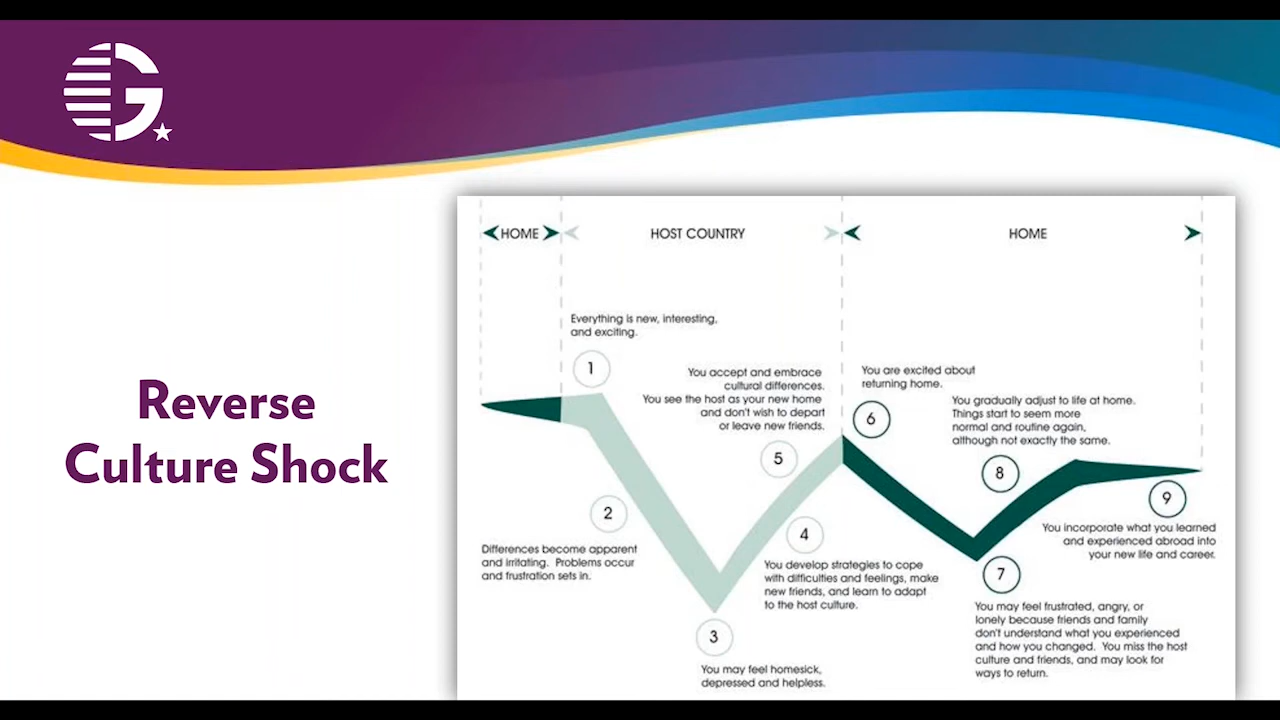 G
Reverse
Culture Shock
HOME
HOST COUNTRY
HOME
Everything is new, interesting,
and exciting.
1
2
Differences become apparent
and irritating. Problems occur
and frustration sets in.
3
You may feel homesick,
depressed and helpless.
4
You develop strategies to cope
with difficulties and feelings, make
new friends, and learn to adapt
to the host culture.
You accept and embrace
cultural differences.
You see the host as your new home
and don't wish to depart
or leave new friends.
5
You are excited about
returning home.
6
7
You may feel frustrated, angry, or
lonely because friends and family
don't understand what you experienced
and how you changed. You miss the host
culture and friends, and may look for
ways to return.
You gradually adjust to life at home.
Things start to seem more
normal and routine again,
although not exactly the same.
8
9
You incorporate what you learned
and experienced abroad into
your new life and career.